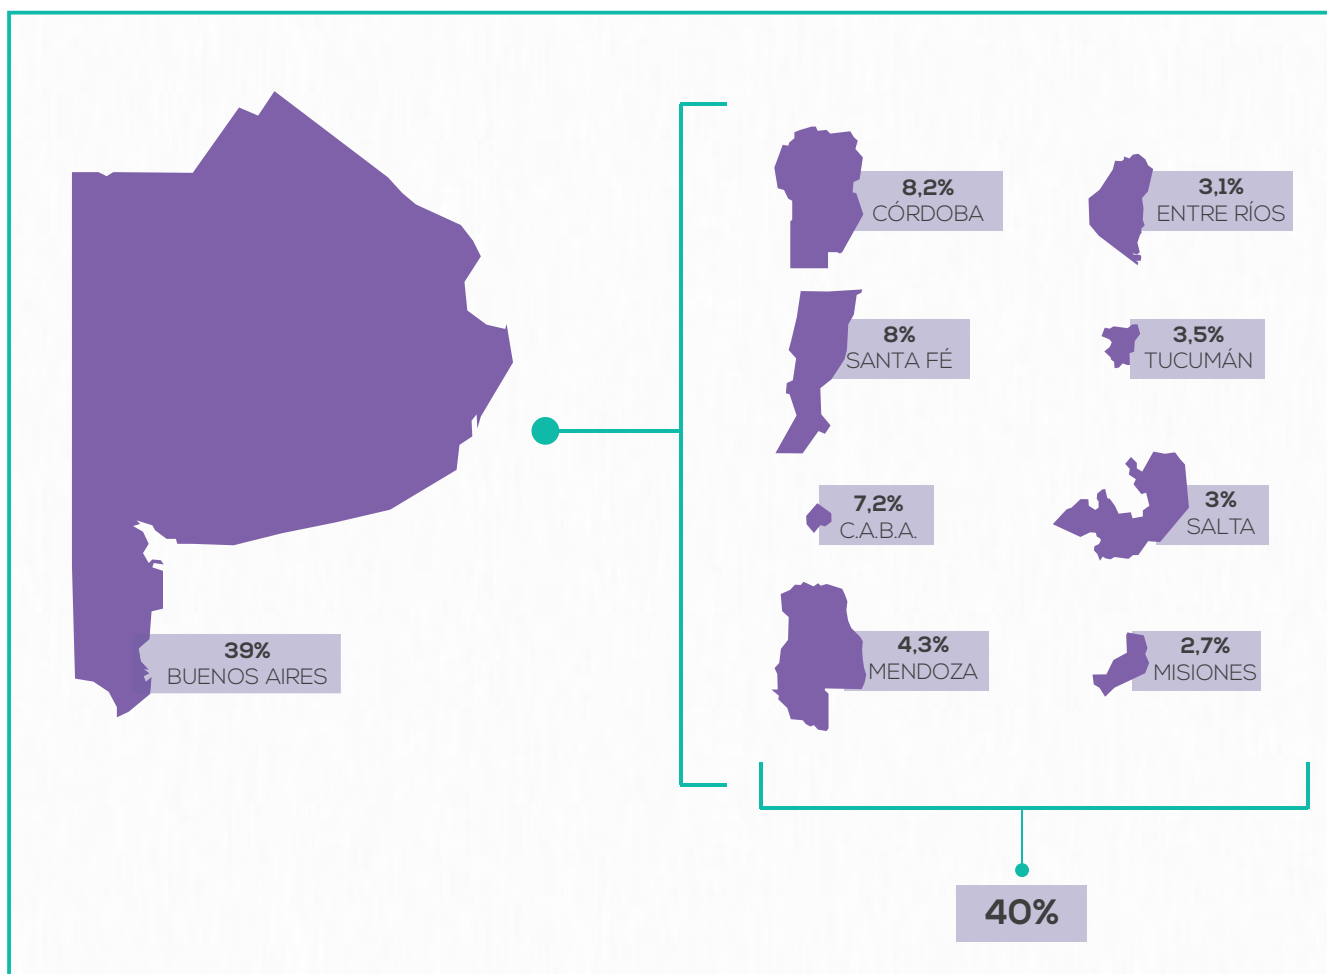 39%
BUENOS AIRES
8,2%
CÓRDOBA
8%
SANTA FÉ
7,2%
C.A.B.A.
4,3%
MENDOZA
3,1%
ENTRE RÍOS
3,5%
TUCUMÁN
3%
SALTA
2,7%
MISIONES
40%